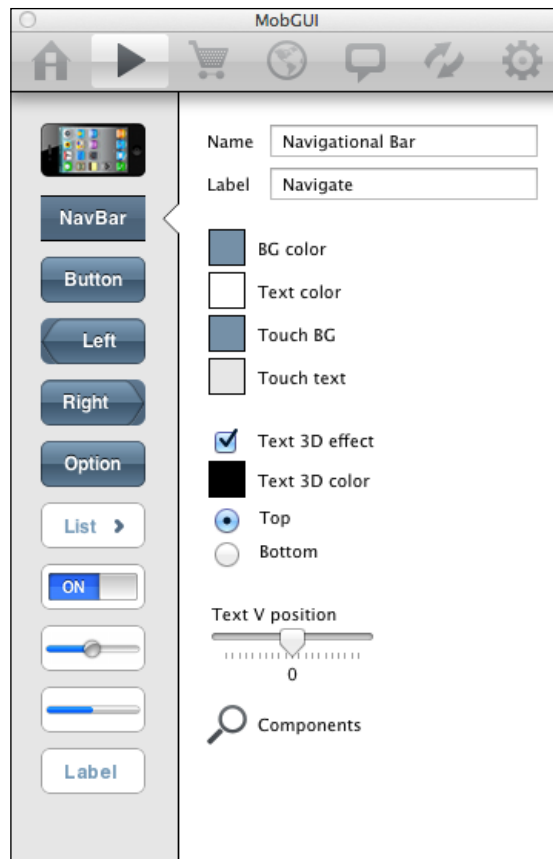 MobGUI
Name Navigational Bar
Label Navigate
NavBar
Button
Left
Right
Option
List
ON
Label
BG color
Text color
Touch BG
Touch text
Text 3D effect
Text 3D color
Top
Bottom
Text V position
0
Components